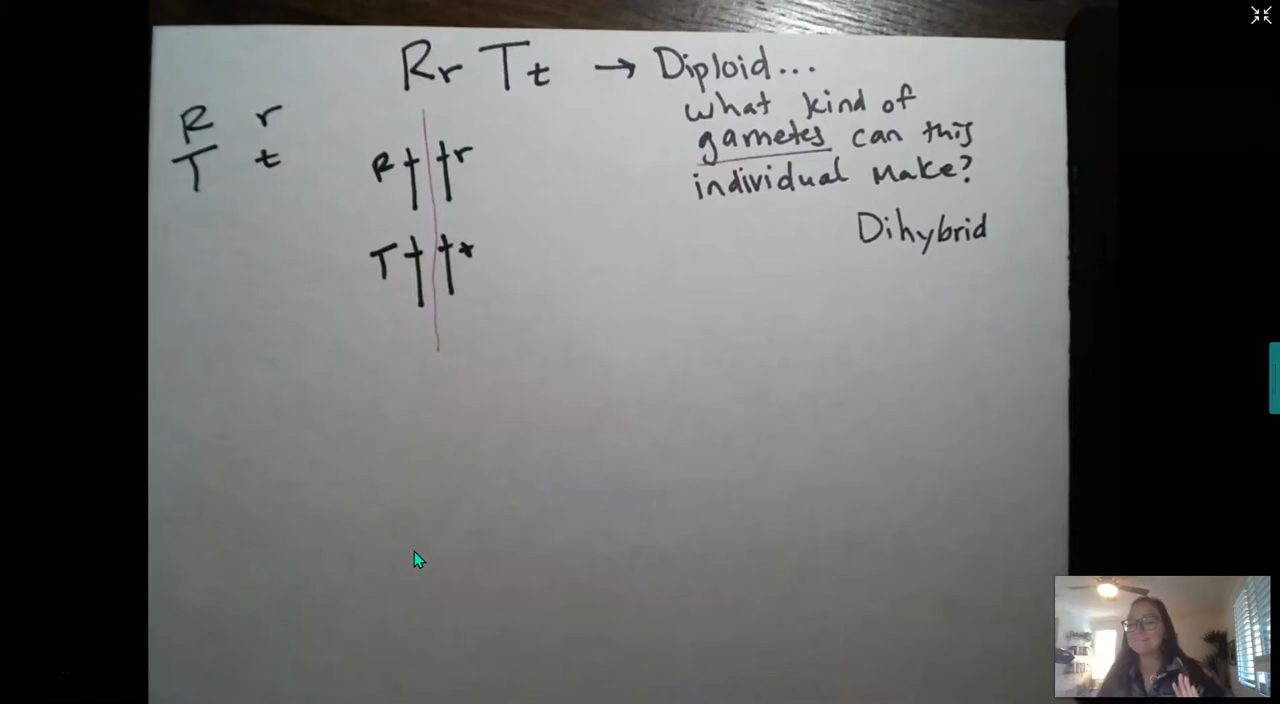 Rr Tt → Diploid...
what kind of
gametes can this
individual make?
Dihybrid
R r
T t
R r
T t